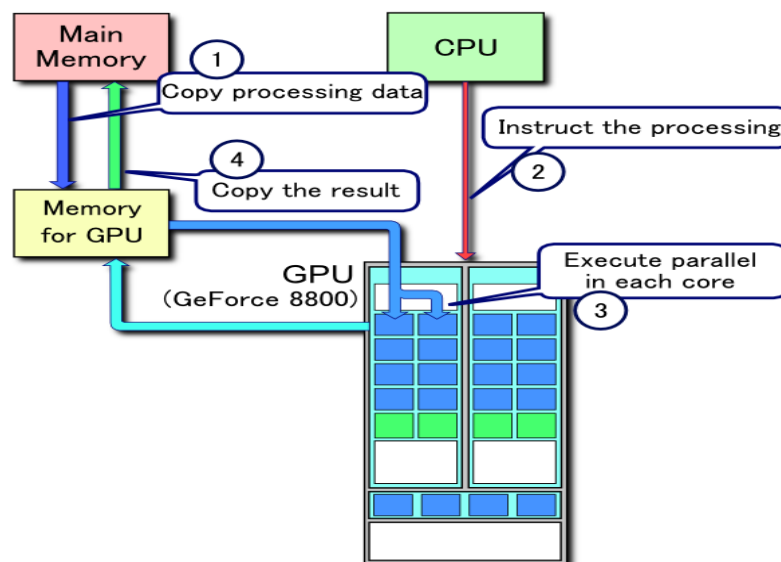 Main
Memory
CPU
1
Copy processing data
Instruct the processing
2
4
Copy the result
Memory
for GPU
GPU
(GeForce 8800)
Execute parallel
in each core
3